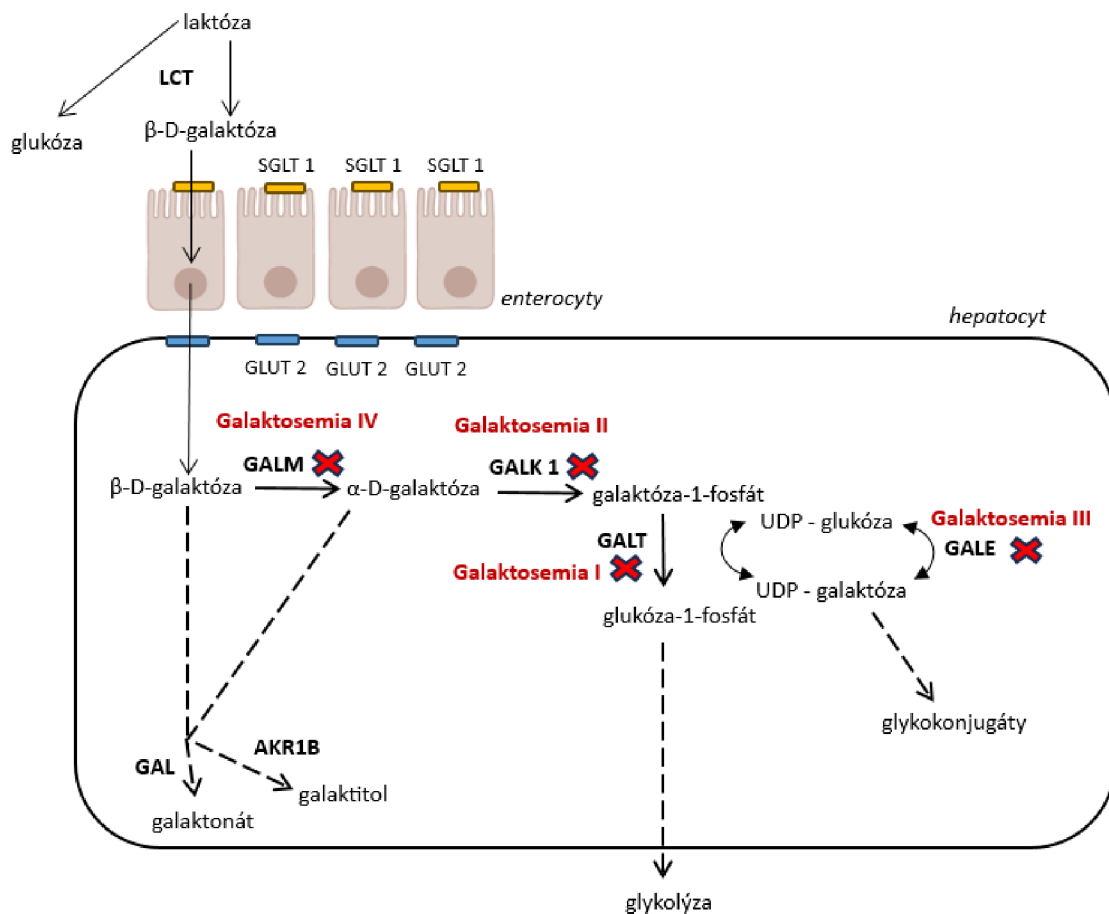 laktóza
LCT
glukóza
β-D-galaktóza
SGLT 1
SGLT 1
SGLT 1
enterocyty
hepatocyt
GLUT 2
GLUT 2
GLUT 2
Galaktosemia IV
Galaktosemia II
GALM
GALK 1
β-D-galaktóza
α-D-galaktóza
galaktóza-1-fosfát
UDP - glukóza
Galaktosemia III
GALE
GALT
Galaktosemia I
UDP - galaktóza
glukóza-1-fosfát
glykokonjugáty
AKR1B
GAL
galaktitol
galaktonát
glykolýza